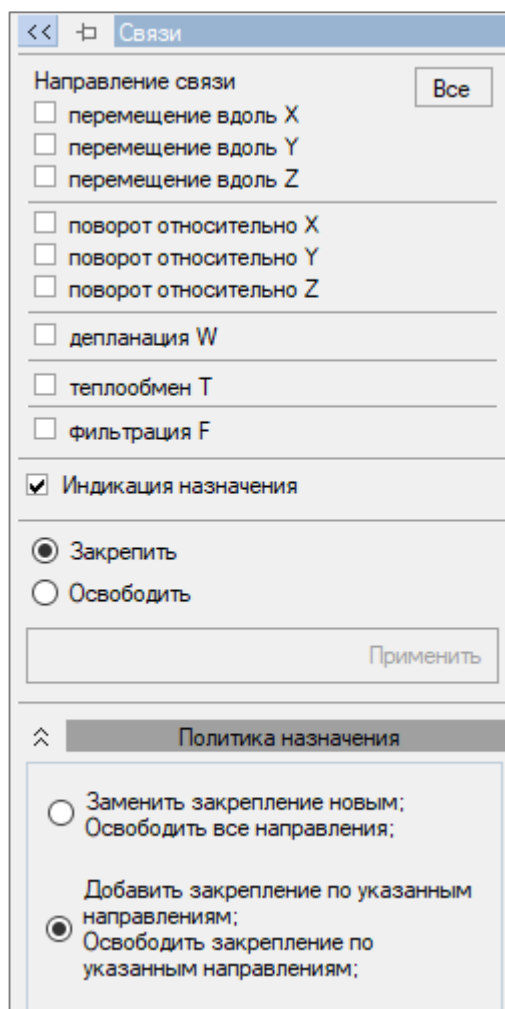 << Связи
Направление связи
Все
перемещение вдоль X
перемещение вдоль Y
перемещение вдоль Z
поворот относительно X
поворот относительно Y
поворот относительно Z
депланация W
теплообмен T
фильтрация F
Индикация назначения
Закрепить
Освободить
Применить
Политика назначения
Заменить закрепление новым;
Освободить все направления;
Добавить закрепление по указанным
направлениям;
Освободить закрепление по
указанным направлениям;